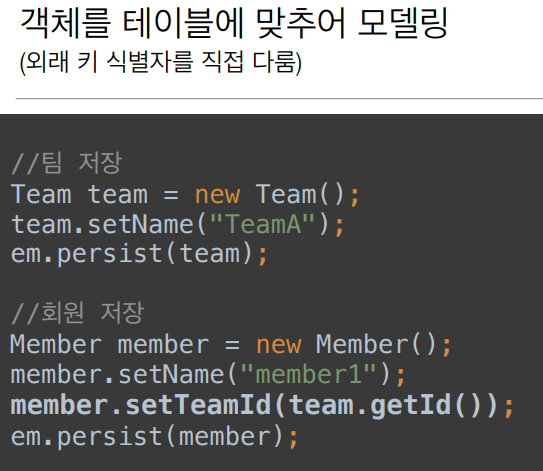 객체를 테이블에 맞추어 모델링
(외래 키 식별자를 직접 다룸)
//팀 저장
Team team = new Team();
team.setName("TeamA");
em.persist(team);
//회원 저장
Member member = new Member();
member.setName("member1");
member.setTeamId(team.getId());
em.persist(member);